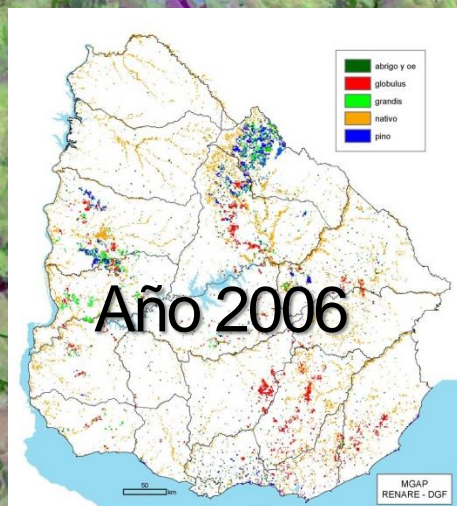 abrigo y oe
globulus
grandis
nativo
pino
Año 2006
50
km
MGAP
RENARE - DGF